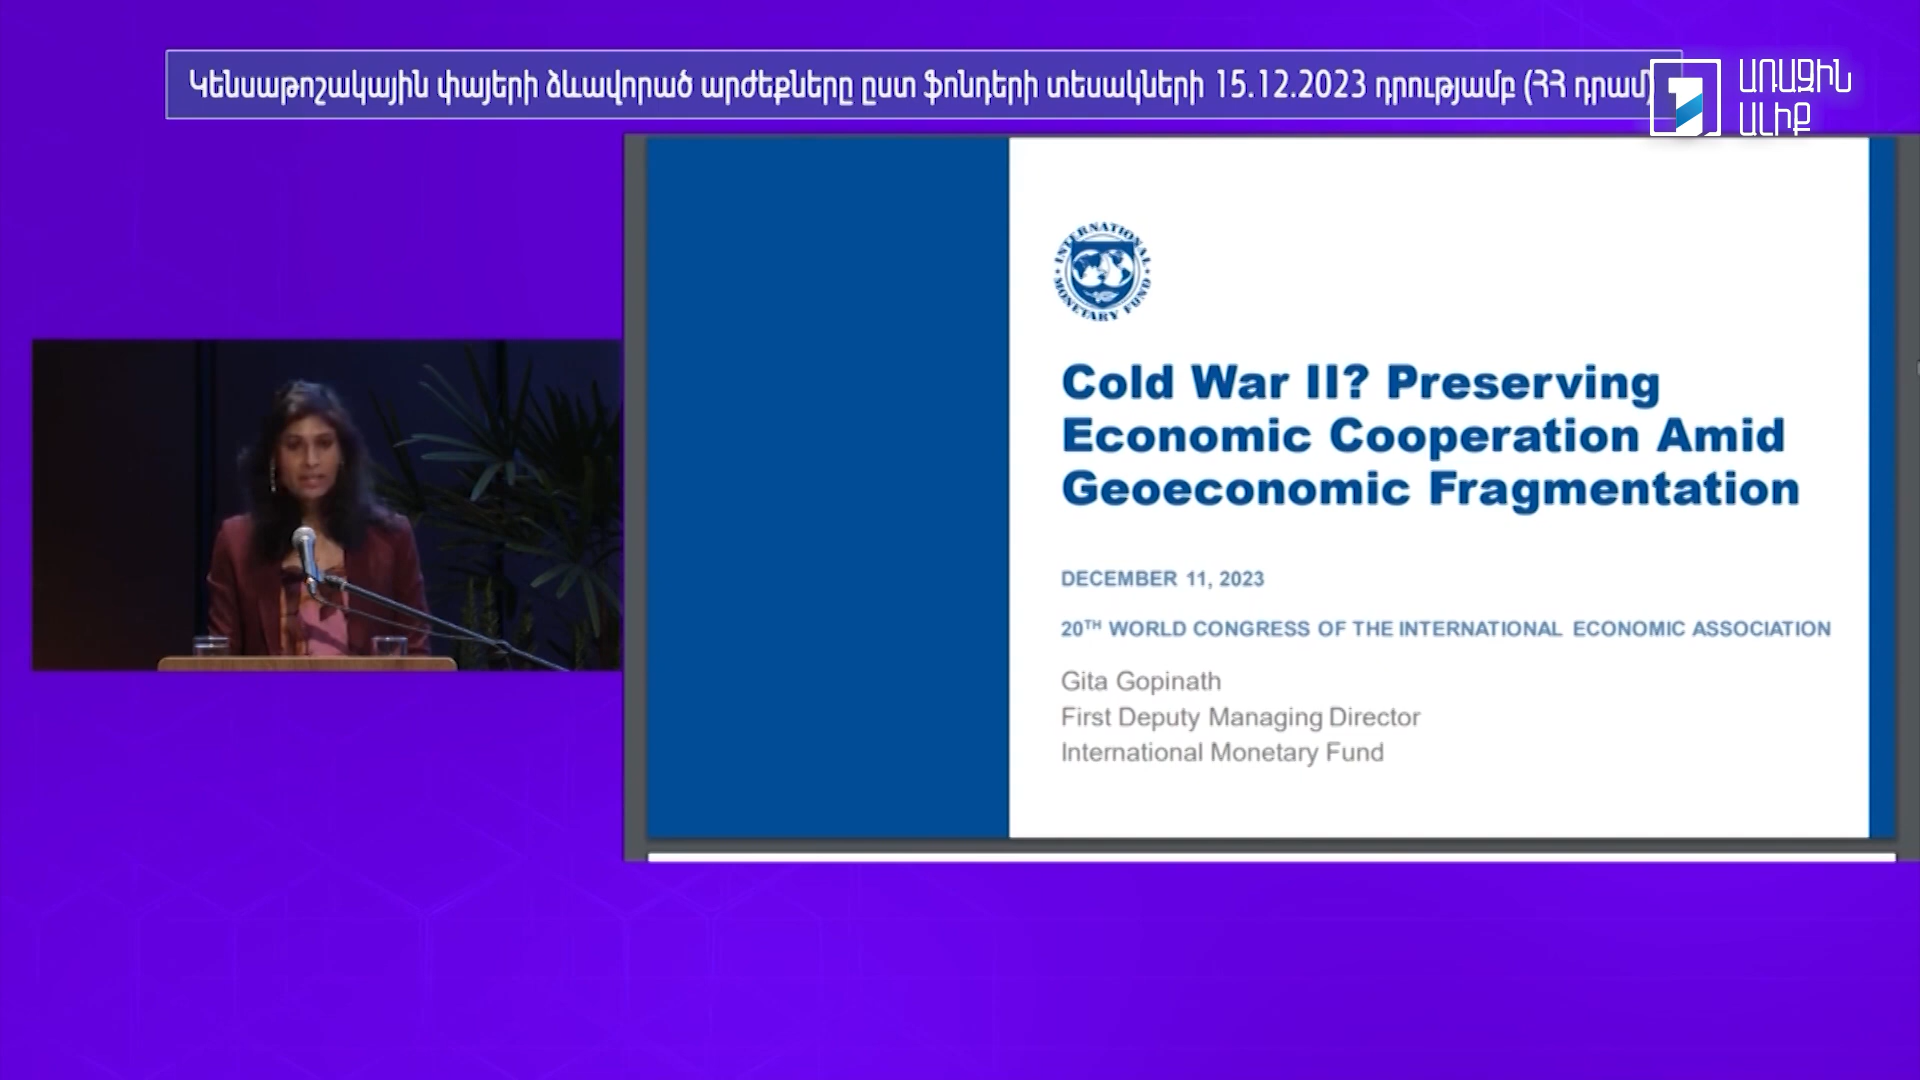 Կենսաթոշակային փայերի ձևավորած արժեքները ըստ ֆոնդերի տեսակների 15.12.2023 դրությամբ (ՀՀ դրամ)
1 ԱՌԱՋԻՆ
ԱԼԻՔ
INTERNATIONAL MONETARY FUND
Cold War II? Preserving
Economic Cooperation Amid
Geoeconomic Fragmentation
DECEMBER 11, 2023
20TH WORLD CONGRESS OF THE INTERNATIONAL ECONOMIC ASSOCIATION
Gita Gopinath
First Deputy Managing Director
International Monetary Fund